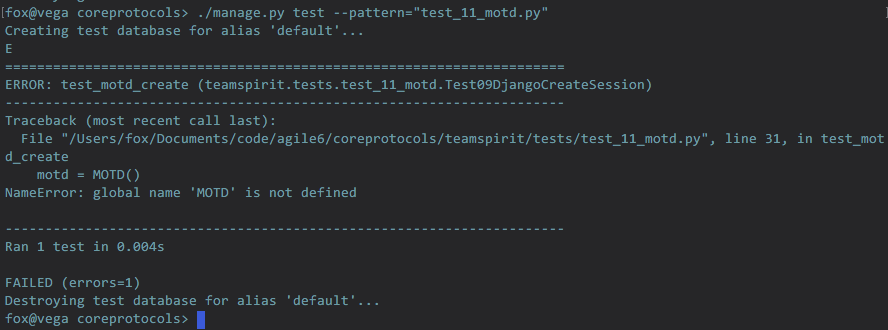 [fox@vega coreprotocols> ./manage.py test --pattern="test_11_motd.py"
Creating test database for alias 'default'...
E
======================================================================
ERROR: test_motd_create (teamspirit.tests.test_11_motd.Test09DjangoCreateSession)
----------------------------------------------------------------------
Traceback (most recent call last):
  File "/Users/fox/Documents/code/agile6/coreprotocols/teamspirit/tests/test_11_motd.py", line 31, in test_mot
d_create
    motd = MOTD()
NameError: global name 'MOTD' is not defined

----------------------------------------------------------------------
Ran 1 test in 0.004s

FAILED (errors=1)
Destroying test database for alias 'default'...
fox@vega coreprotocols>